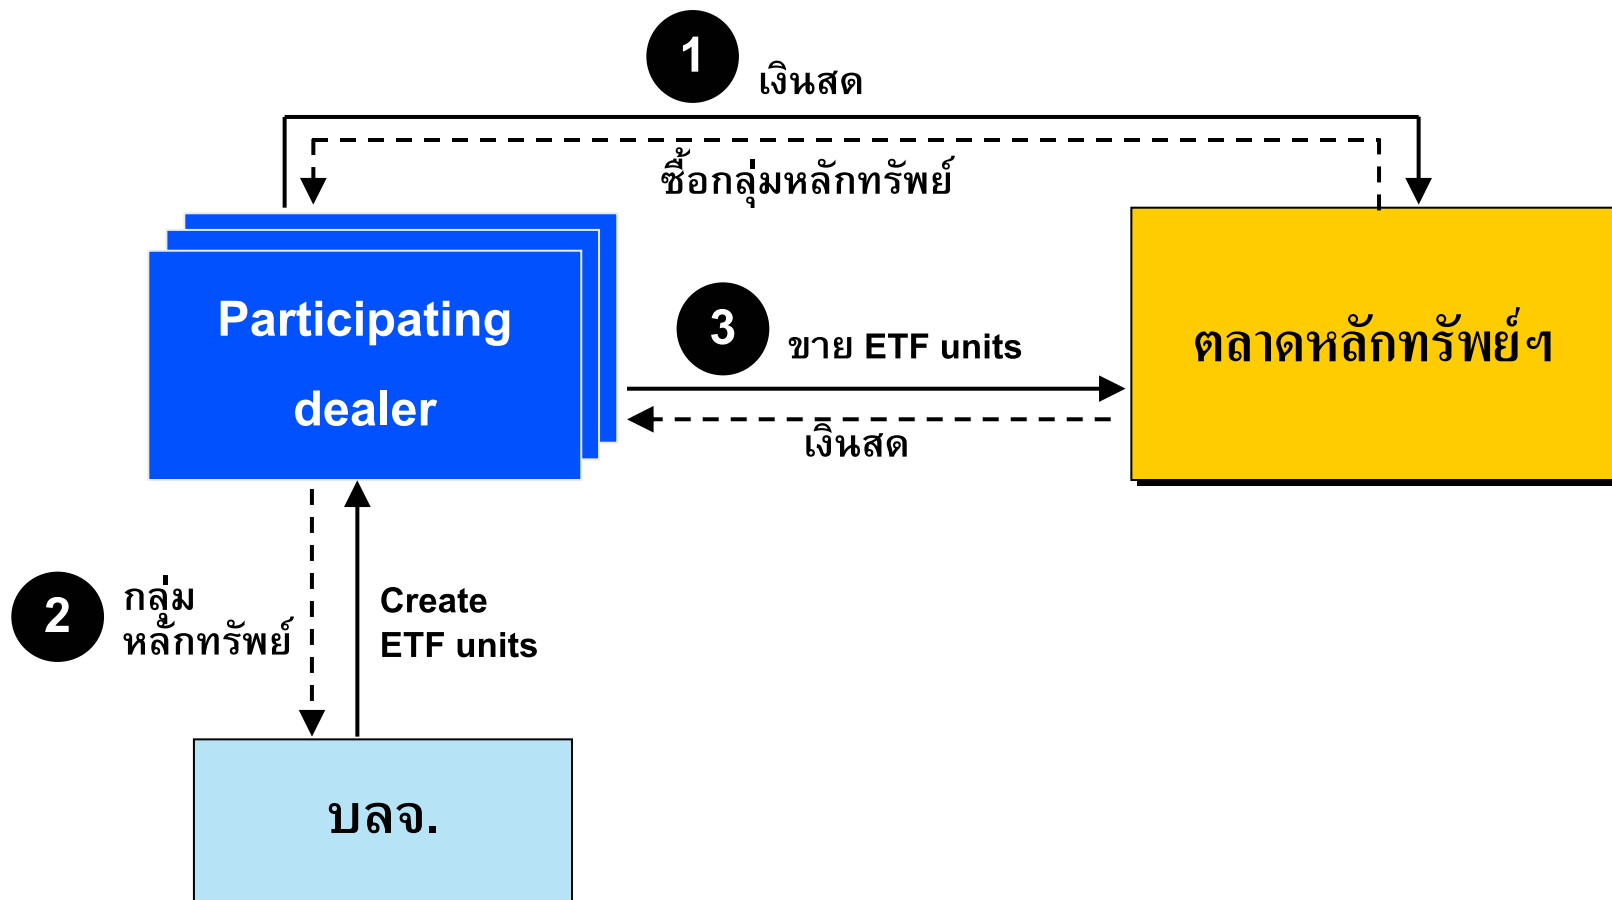 1
เงินสด
ซื้อกลุ่มหลักทรัพย์
Participating
dealer
3
ขาย ETF units
เงินสด
ตลาดหลักทรัพย์ฯ
2
กลุ่ม
หลักทรัพย์
Create
ETF units
บลจ.